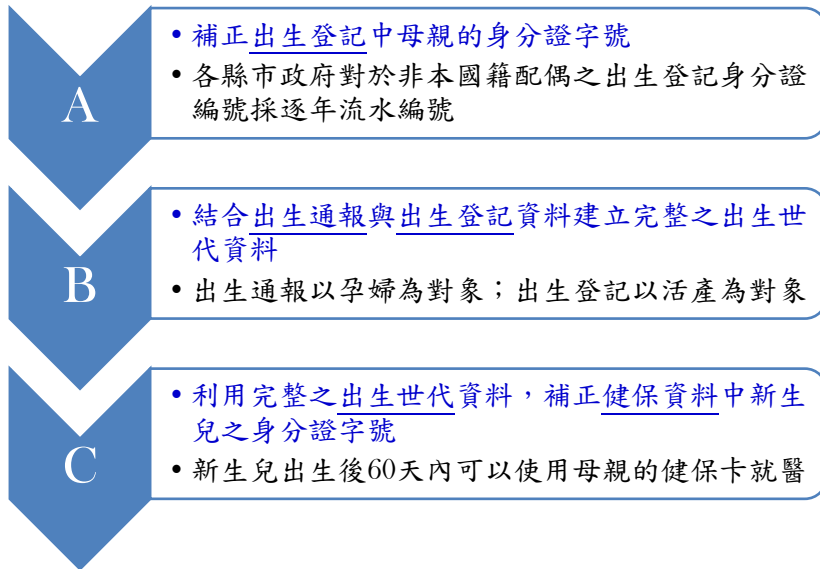 A
• 補正出生登記中母親的身分證字號
• 各縣市政府對於非本國籍配偶之出生登記身分證
編號採逐年流水編號
B
• 結合出生通報與出生登記資料建立完整之出生世
代資料
• 出生通報以孕婦為對象；出生登記以活產為對象
C
• 利用完整之出生世代資料，補正健保資料中新生
兒之身分證字號
• 新生兒出生後60天內可以使用母親的健保卡就醫